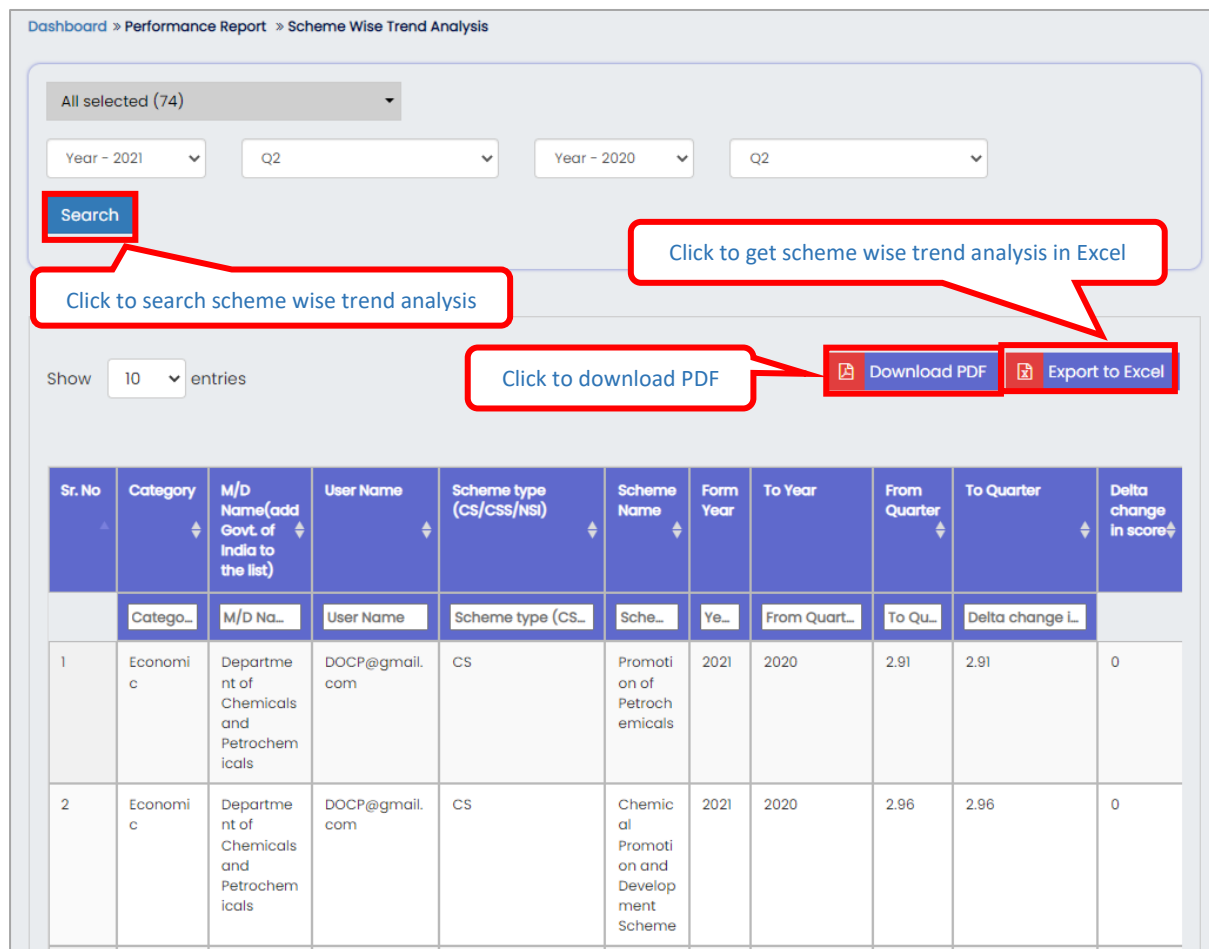 Dashboard » Performance Report » Scheme Wise Trend Analysis
All selected (74)
Year - 2021 Q2 Year - 2020 Q2
Search
Click to get scheme wise trend analysis in Excel
Click to search scheme wise trend analysis
Show 10 entries
Click to download PDF
Download PDF Export to Excel
Sr. No Category M/D User Name Scheme type Scheme Form To Year From To Quarter Delta
Name(add (CS/CSS/NSI) Name Year Quarter change
Govt. of in score
India to
the list)
Catego... M/D Na... User Name Scheme type (CS... Sche... Ye... From Quart... To Qu... Delta change i...
1 Economi Departme DOCP@gmail. CS Promoti 2021 2020 2.91 2.91 0
c nt of com on of
Chemicals Petroch
and emicals
Petrochem
icals
2 Economi Departme DOCP@gmail. CS Chemic 2021 2020 2.96 2.96 0
c nt of com al
Chemicals Promoti
and on and
Petrochem Develop
icals ment
Scheme